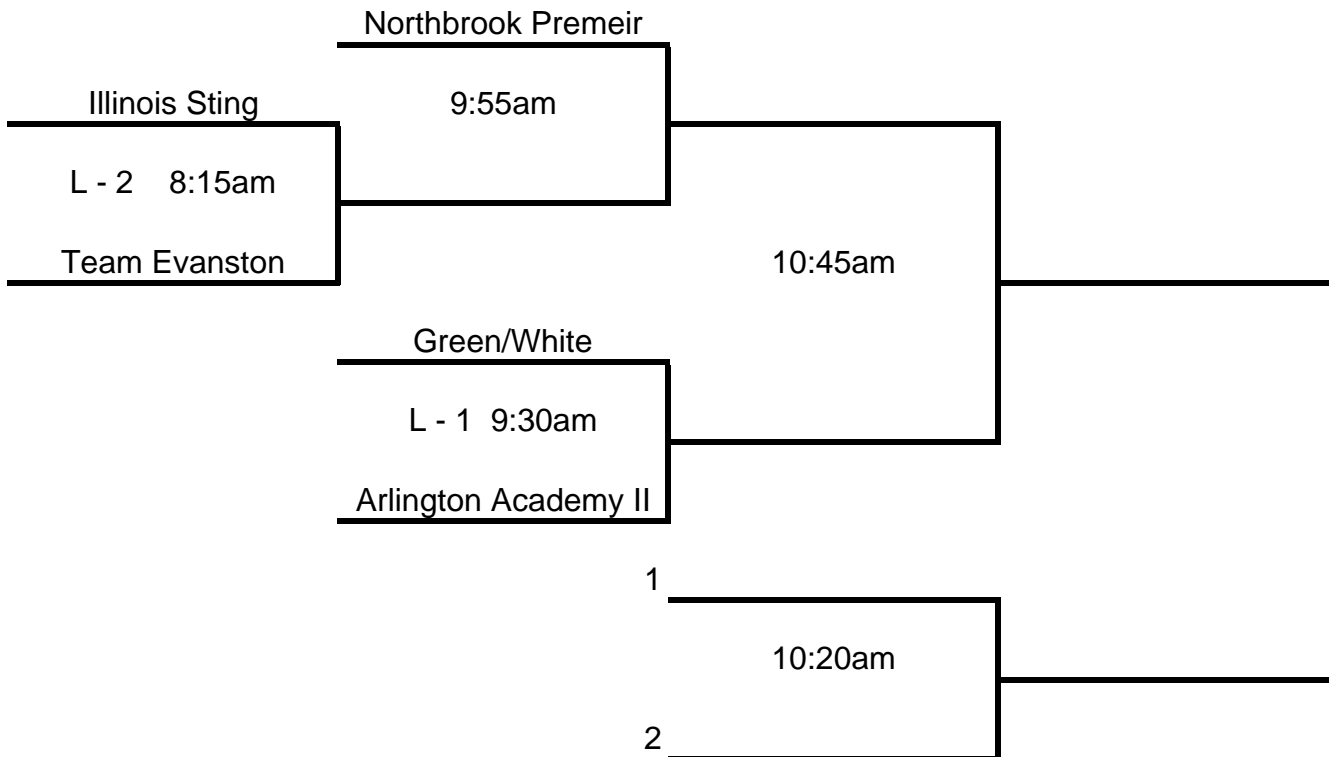 Northbrook Premeir
Illinois Sting
9:55am
L - 2 8:15am
Team Evanston
10:45am
Green/White
L - 1 9:30am
Arlington Academy II
1
10:20am
2